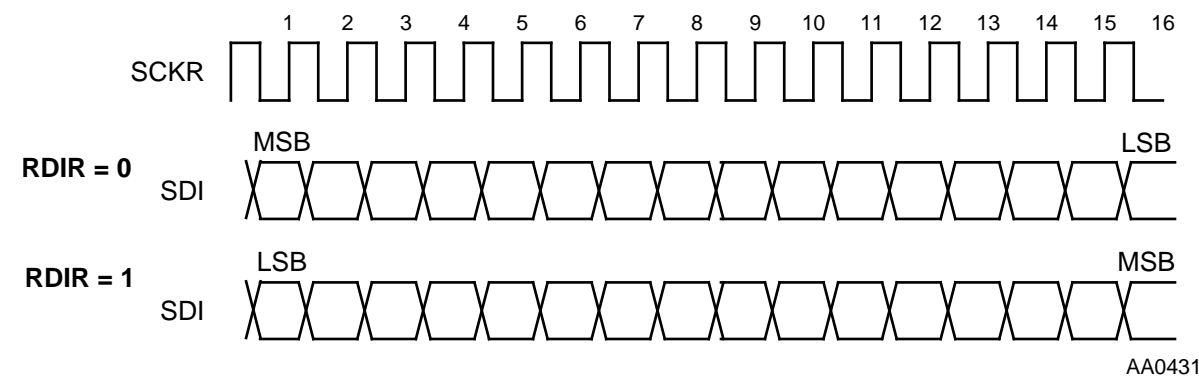 1 2 3 4 5 6 7 8 9 10 11 12 13 14 15 16
SCKR
MSB LSB
RDIR = 0
SDI
LSB MSB
RDIR = 1
SDI
AA0431